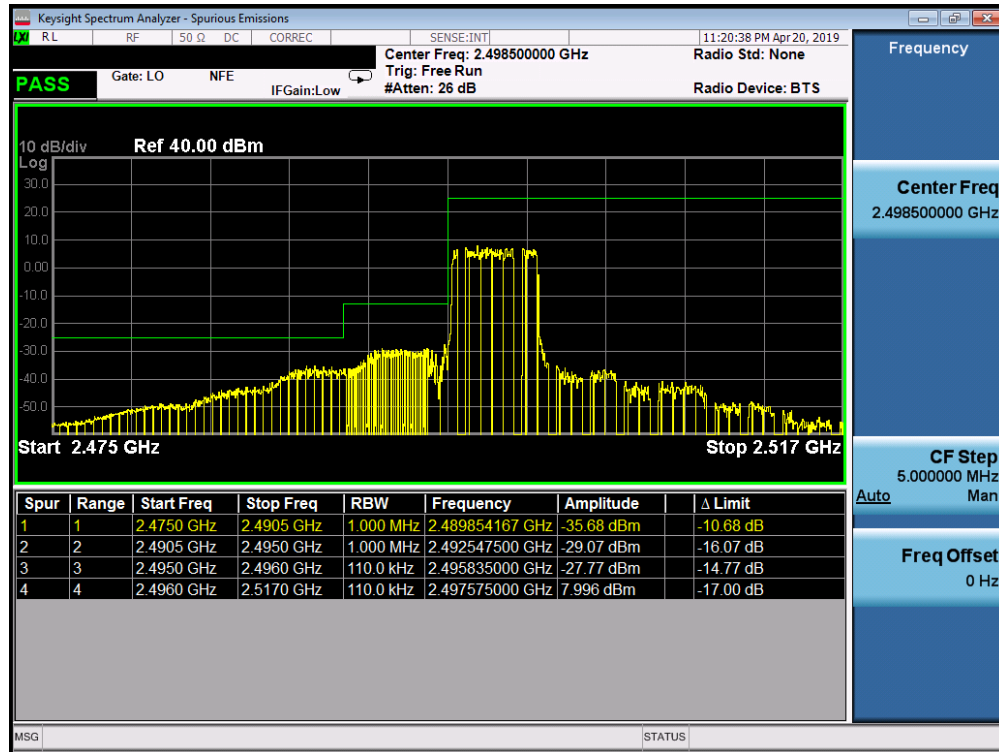 Keysight Spectrum Analyzer - Spurious Emissions
LXI RL RF 50 Ω DC CORREC SENSE:INT 11:20:38 PM Apr 20, 2019
Center Freq: 2.498500000 GHz Radio Std: None
PASS Gate: LO NFE Trig: Free Run
IFGain:Low #Atten: 26 dB Radio Device: BTS
10 dB/div Ref 40.00 dBm
Log
30.0
20.0
10.0
0.00
-10.0
-20.0
-30.0
-40.0
-50.0
Start 2.475 GHz Stop 2.517 GHz
Spur Range Start Freq Stop Freq RBW Frequency Amplitude Δ Limit
1 1 2.4750 GHz 2.4905 GHz 1.000 MHz 2.489854167 GHz -35.68 dBm -10.68 dB
2 2 2.4905 GHz 2.4950 GHz 1.000 MHz 2.492547500 GHz -29.07 dBm -16.07 dB
3 3 2.4950 GHz 2.4960 GHz 110.0 kHz 2.495835000 GHz -27.77 dBm -14.77 dB
4 4 2.4960 GHz 2.5170 GHz 110.0 kHz 2.497575000 GHz 7.996 dBm -17.00 dB
Frequency
Center Freq
2.498500000 GHz
CF Step
5.000000 MHz
Auto Man
Freq Offset
0 Hz
MSG STATUS